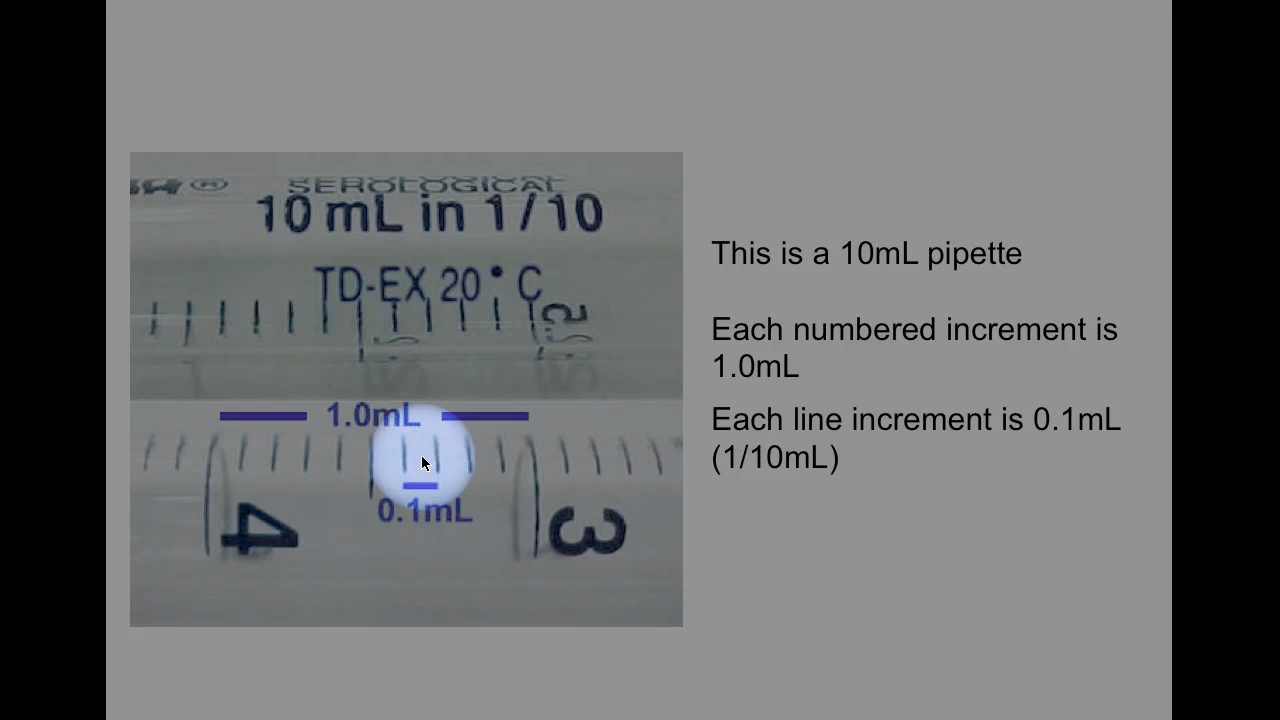 SEROLOGICAL
10 mL in 1/10
TD-EX 20° C
1.0mL
0.1mL
4
3
This is a 10mL pipette
Each numbered increment is
1.0mL
Each line increment is 0.1mL
(1/10mL)